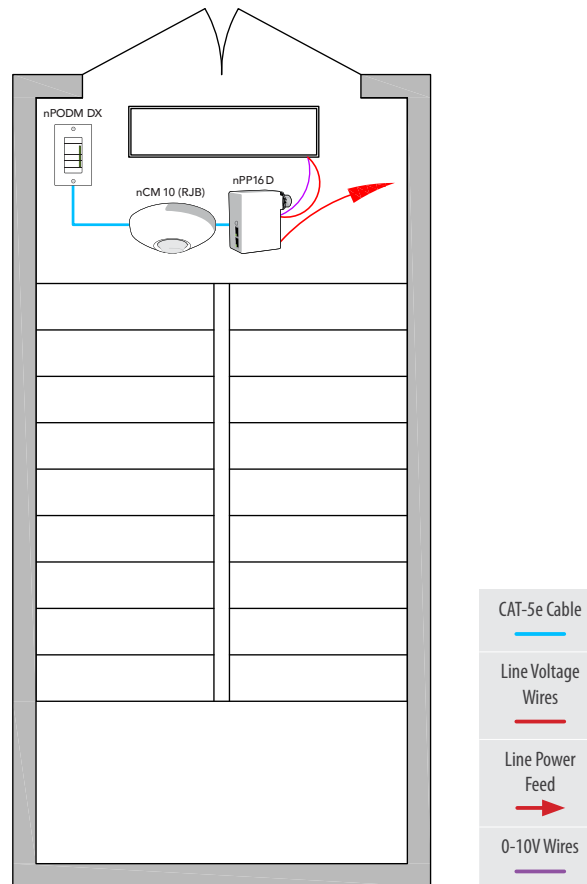 nPODM DX
nCM 10 (RJB)
nPP16 D
CAT-5e Cable
Line Voltage
Wires
Line Power
Feed
0-10V Wires